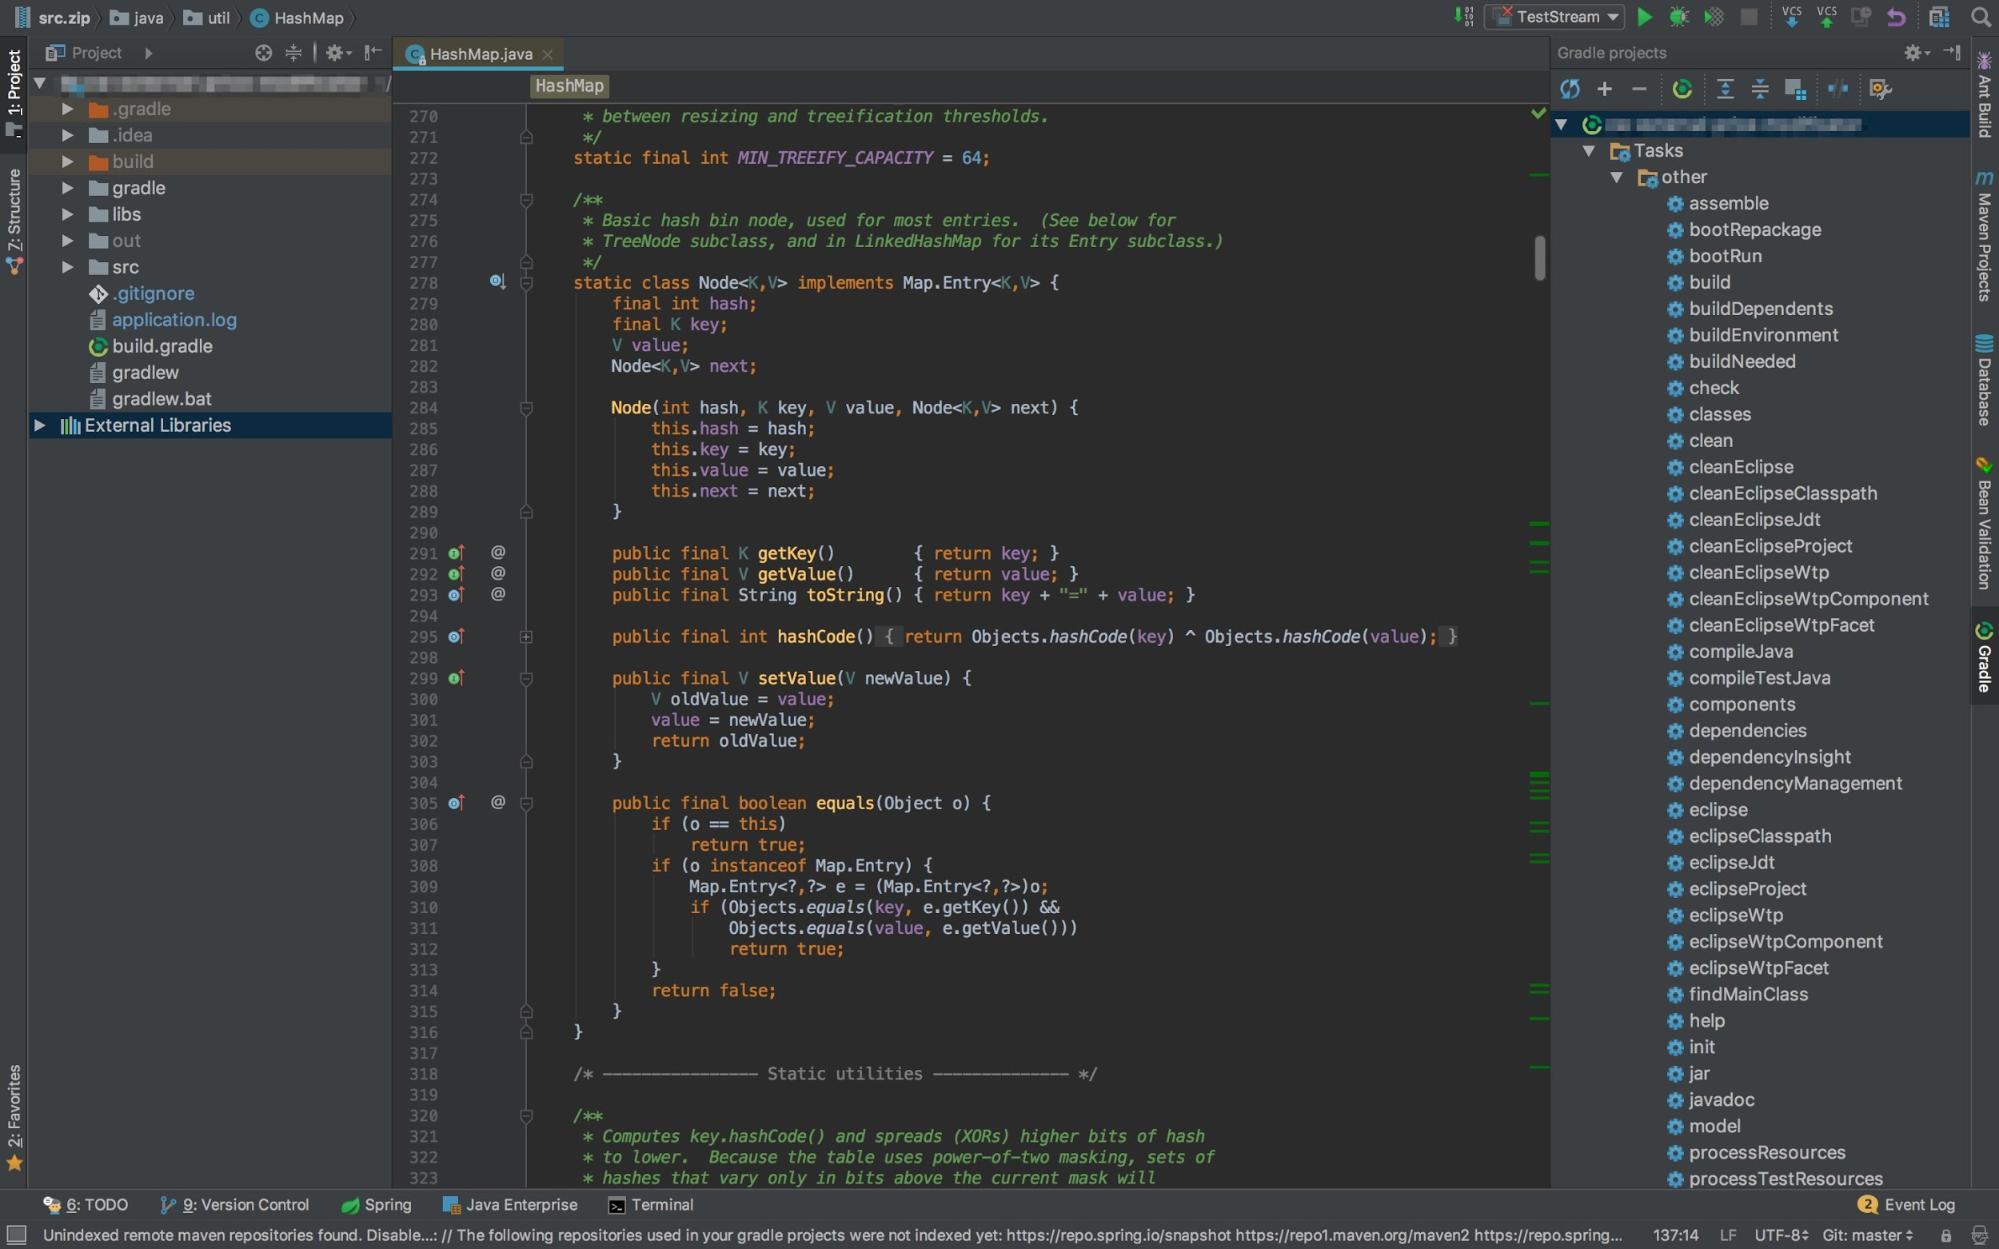 src.zip java util HashMap
TestStream
VCS VCS
1: Project
7: Structure
2: Favorites
Project
.gradle
.idea
build
gradle
libs
out
src
.gitignore
application.log
build.gradle
gradlew
gradlew.bat
External Libraries
HashMap.java
HashMap
270 * between resizing and treeification thresholds.
271 */
272 static final int MIN_TREEIFY_CAPACITY = 64;
273
274 /**
275 * Basic hash bin node, used for most entries. (See below for
276 * TreeNode subclass, and in LinkedHashMap for its Entry subclass.)
277 */
278 static class Node<K,V> implements Map.Entry<K,V> {
279 final int hash;
280 final K key;
281 V value;
282 Node<K,V> next;
283
284 Node(int hash, K key, V value, Node<K,V> next) {
285 this.hash = hash;
286 this.key = key;
287 this.value = value;
288 this.next = next;
289 }
290
291 @ public final K getKey() { return key; }
292 @ public final V getValue() { return value; }
293 @ public final String toString() { return key + "=" + value; }
294
295 public final int hashCode() { return Objects.hashCode(key) ^ Objects.hashCode(value); }
298
299 public final V setValue(V newValue) {
300 V oldValue = value;
301 value = newValue;
302 return oldValue;
303 }
304
305 @ public final boolean equals(Object o) {
306 if (o == this)
307 return true;
308 if (o instanceof Map.Entry) {
309 Map.Entry<?,?> e = (Map.Entry<?,?>)o;
310 if (Objects.equals(key, e.getKey()) &&
311 Objects.equals(value, e.getValue()))
312 return true;
313 }
314 return false;
315 }
316 }
317
318 /* ---------------- Static utilities -------------- */
319
320 /**
321 * Computes key.hashCode() and spreads (XORs) higher bits of hash
322 * to lower. Because the table uses power-of-two masking, sets of
323 * hashes that vary only in bits above the current mask will
Gradle projects
Tasks
other
assemble
bootRepackage
bootRun
build
buildDependents
buildEnvironment
buildNeeded
check
classes
clean
cleanEclipse
cleanEclipseClasspath
cleanEclipseJdt
cleanEclipseProject
cleanEclipseWtp
cleanEclipseWtpComponent
cleanEclipseWtpFacet
compileJava
compileTestJava
components
dependencies
dependencyInsight
dependencyManagement
eclipse
eclipseClasspath
eclipseJdt
eclipseProject
eclipseWtp
eclipseWtpComponent
eclipseWtpFacet
findMainClass
help
init
jar
javadoc
model
processResources
processTestResources
Ant Build
Maven Projects
Database
Bean Validation
Gradle
6: TODO 9: Version Control Spring Java Enterprise Terminal 2 Event Log
Unindexed remote maven repositories found. Disable...: // The following repositories used in your gradle projects were not indexed yet: https://repo.spring.io/snapshot https://repo1.maven.org/maven2 https://repo.spring... 137:14 LF UTF-8 Git: master